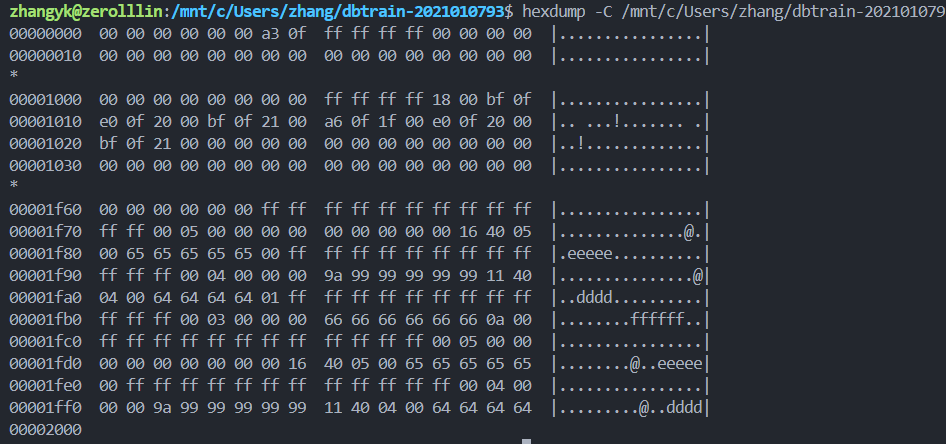 zhangyk@zerolllin:/mnt/c/Users/zhang/dbtrain-2021010793$ hexdump -C /mnt/c/Users/zhang/dbtrain-202101079
00000000  00 00 00 00 00 00 a3 0f  ff ff ff ff 00 00 00 00  |................|
00000010  00 00 00 00 00 00 00 00  00 00 00 00 00 00 00 00  |................|
*
00001000  00 00 00 00 00 00 00 00  ff ff ff ff 18 00 bf 0f  |................|
00001010  e0 0f 20 00 bf 0f 21 00  a6 0f 1f 00 e0 0f 20 00  |.. ...!....... .|
00001020  bf 0f 21 00 00 00 00 00  00 00 00 00 00 00 00 00  |..!.............|
00001030  00 00 00 00 00 00 00 00  00 00 00 00 00 00 00 00  |................|
*
00001f60  00 00 00 00 00 00 ff ff  ff ff ff ff ff ff ff ff  |................|
00001f70  ff ff 00 05 00 00 00 00  00 00 00 00 00 16 40 05  |..............@.|
00001f80  00 65 65 65 65 65 00 ff  ff ff ff ff ff ff ff ff  |.eeeee..........|
00001f90  ff ff ff 00 04 00 00 00  9a 99 99 99 99 99 11 40  |...............@|
00001fa0  04 00 64 64 64 64 01 ff  ff ff ff ff ff ff ff ff  |..dddd..........|
00001fb0  ff ff ff 00 03 00 00 00  66 66 66 66 66 66 0a 00  |........ffffff..|
00001fc0  ff ff ff ff ff ff ff ff  ff ff ff ff 00 05 00 00  |................|
00001fd0  00 00 00 00 00 00 00 16  40 05 00 65 65 65 65 65  |........@..eeeee|
00001fe0  00 ff ff ff ff ff ff ff  ff ff ff ff ff 00 04 00  |................|
00001ff0  00 00 9a 99 99 99 99 99  11 40 04 00 64 64 64 64  |.........@..dddd|
00002000